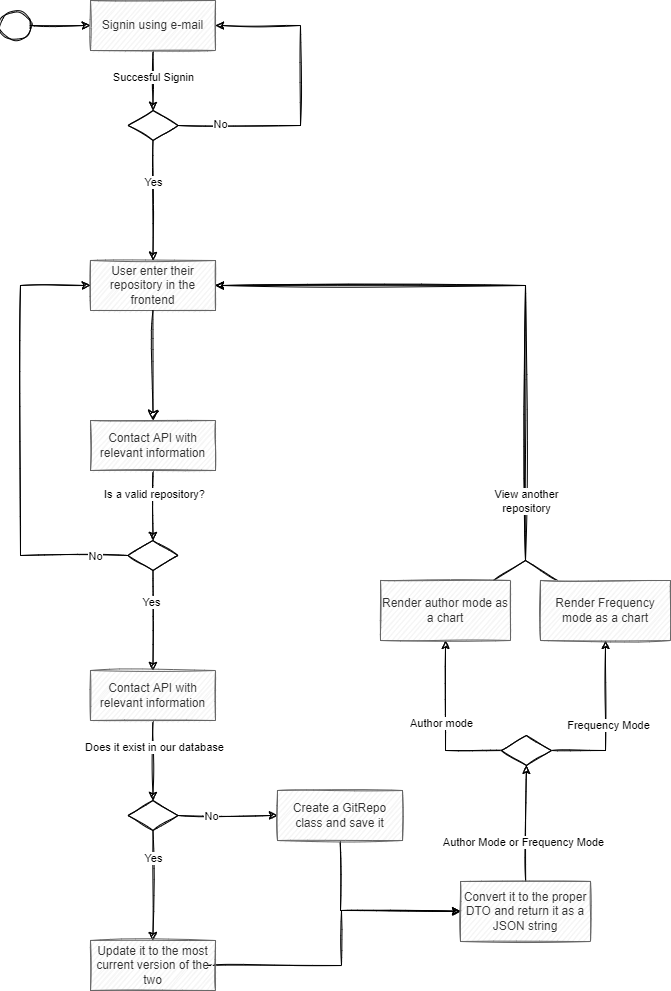 Signin using e-mail
Succesful Signin
No
Yes
User enter their
repository in the
frontend
Contact API with
relevant information
Is a valid repository?
No
Yes
Contact API with
relevant information
Does it exist in our database
No
Create a GitRepo
class and save it
Yes
Update it to the most
current version of the
two
Convert it to the proper
DTO and return it as a
JSON string
Author Mode or Frequency Mode
Author mode
Frequency Mode
Render author mode as
a chart
Render Frequency
mode as a chart
View another
repository